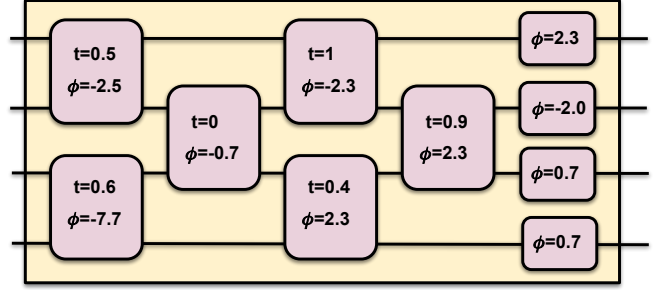 t=0.5
ϕ=-2.5
t=0.6
ϕ=-7.7
t=0
ϕ=-0.7
t=1
ϕ=-2.3
t=0.4
ϕ=2.3
t=0.9
ϕ=2.3
ϕ=2.3
ϕ=-2.0
ϕ=0.7
ϕ=0.7